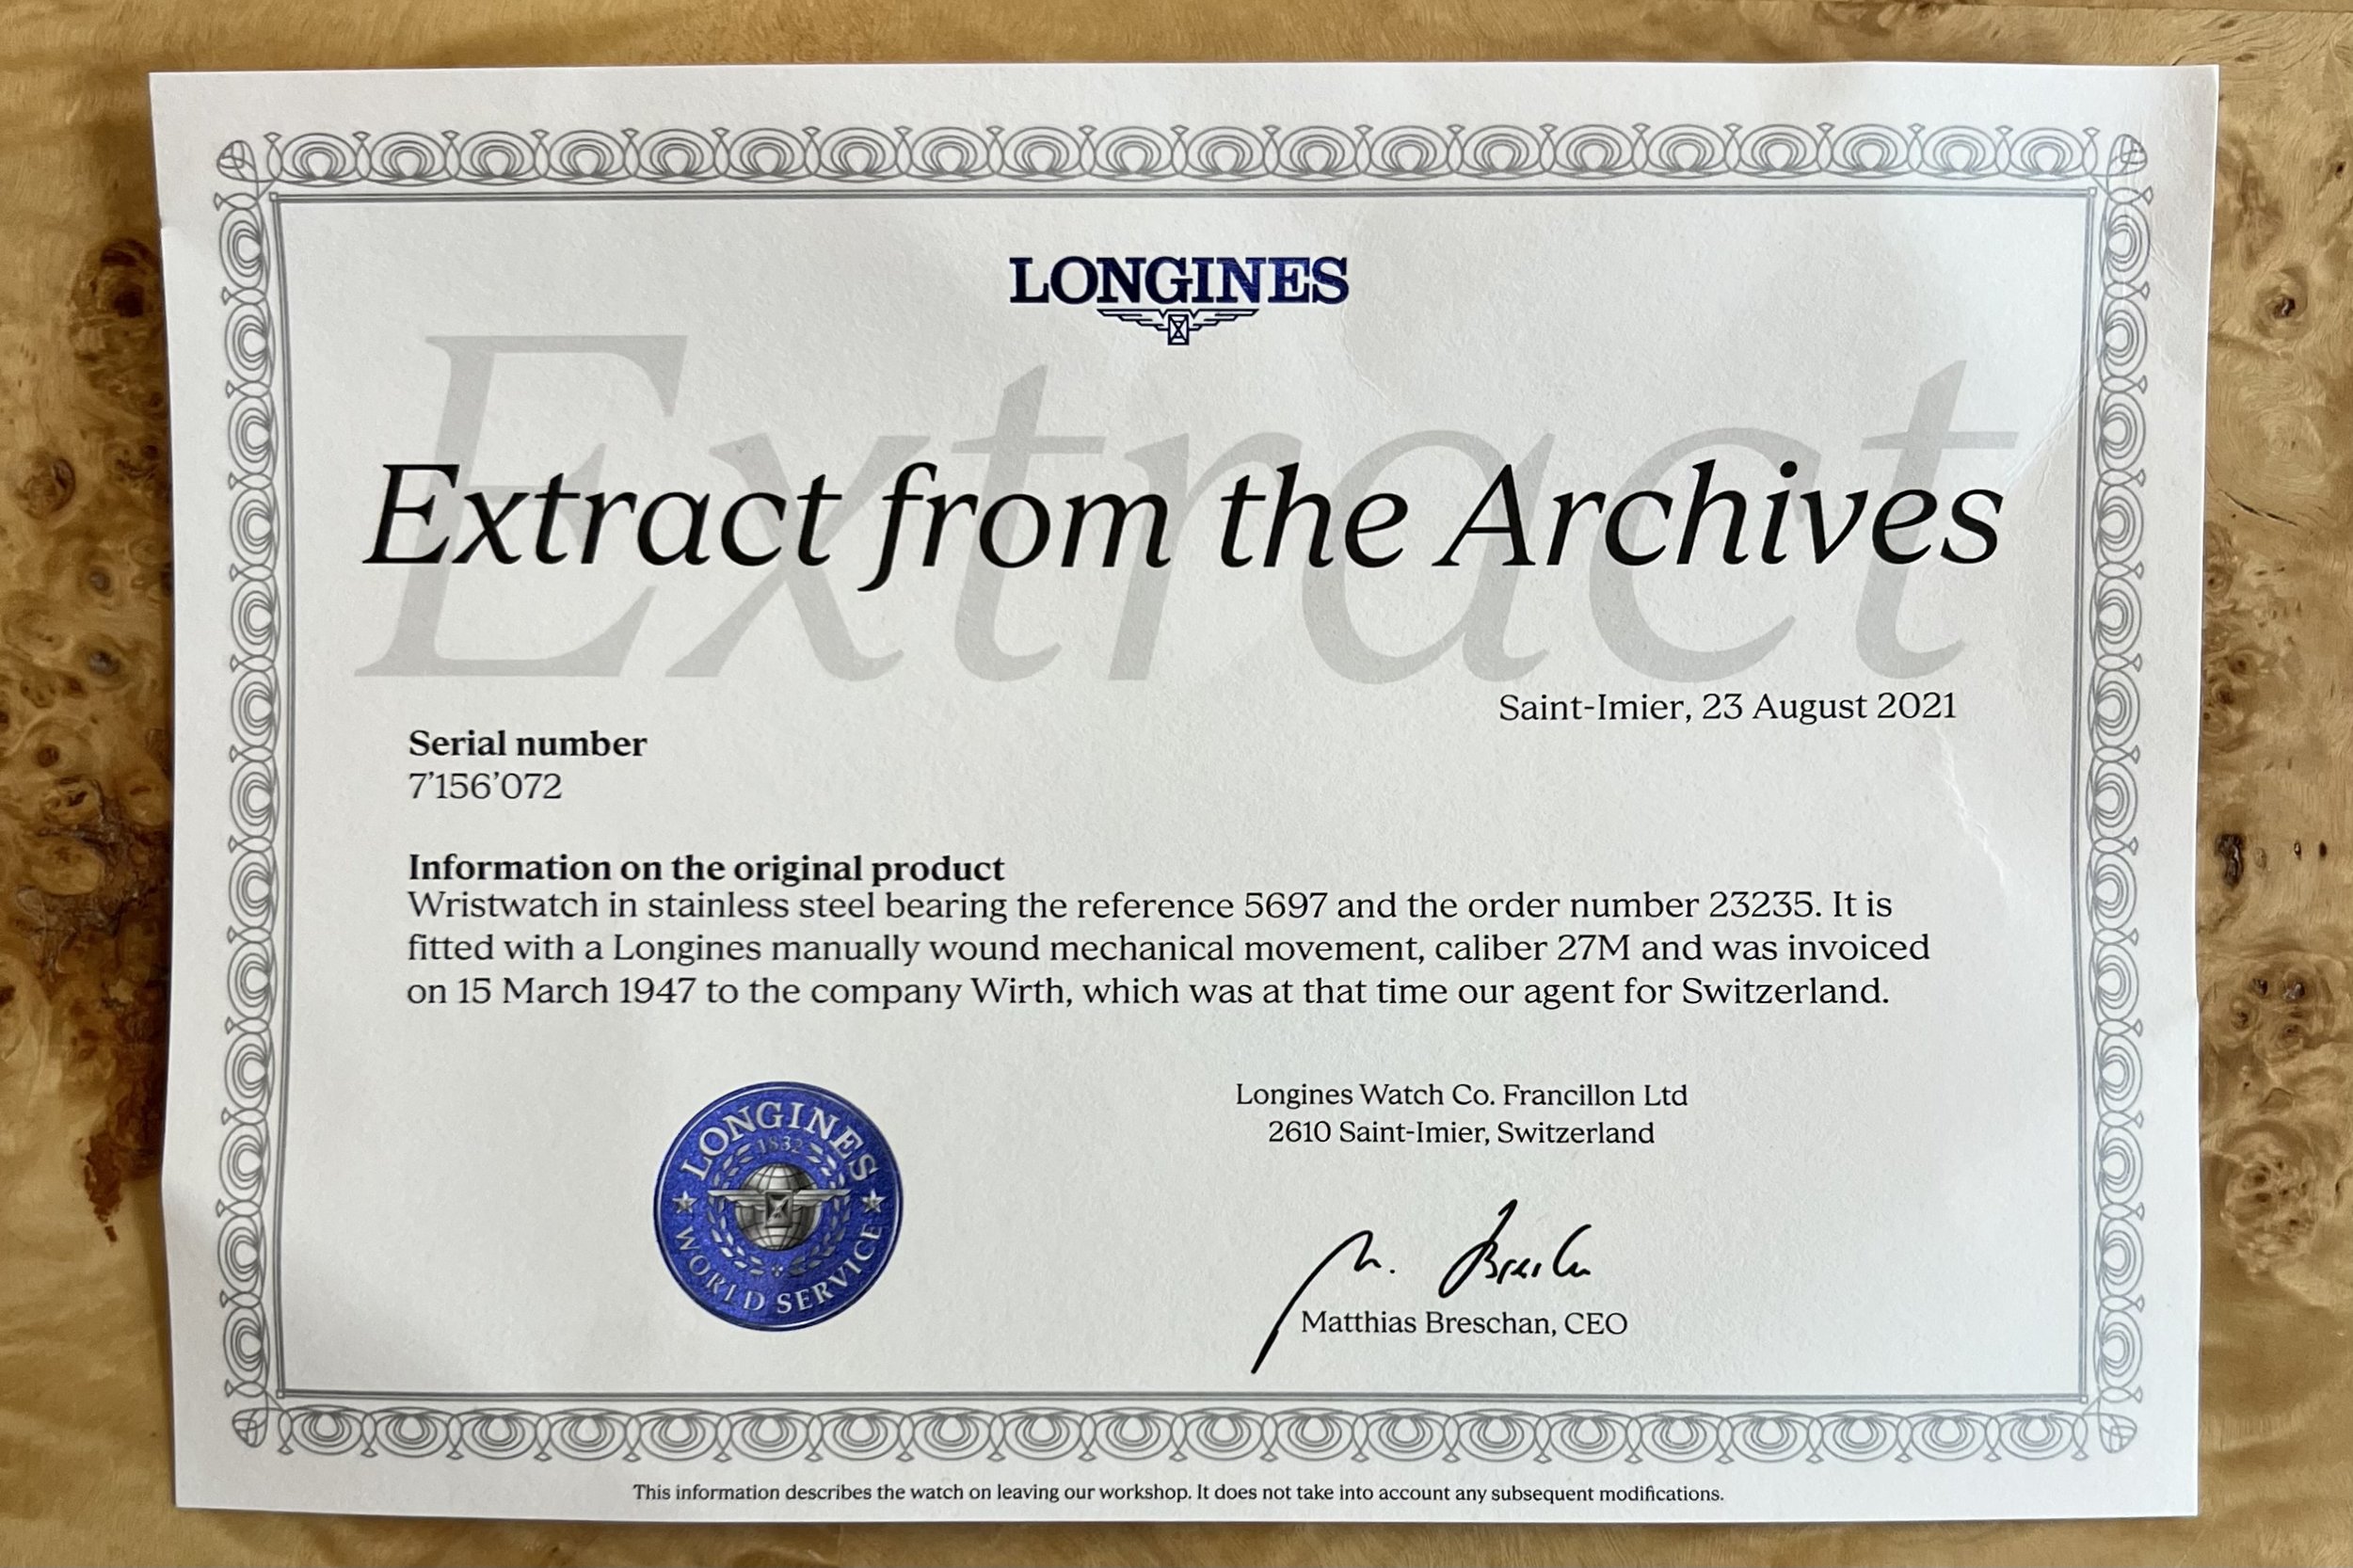 LONGINES
Extract
Extract from the Archives
Saint-Imier, 23 August 2021
Serial number
7’156’072
Information on the original product
Wristwatch in stainless steel bearing the reference 5697 and the order number 23235. It is
fitted with a Longines manually wound mechanical movement, caliber 27M and was invoiced
on 15 March 1947 to the company Wirth, which was at that time our agent for Switzerland.
LONGINES
1832
WORLD SERVICE
Longines Watch Co. Francillon Ltd
2610 Saint-Imier, Switzerland
Matthias Breschan, CEO
This information describes the watch on leaving our workshop. It does not take into account any subsequent modifications.